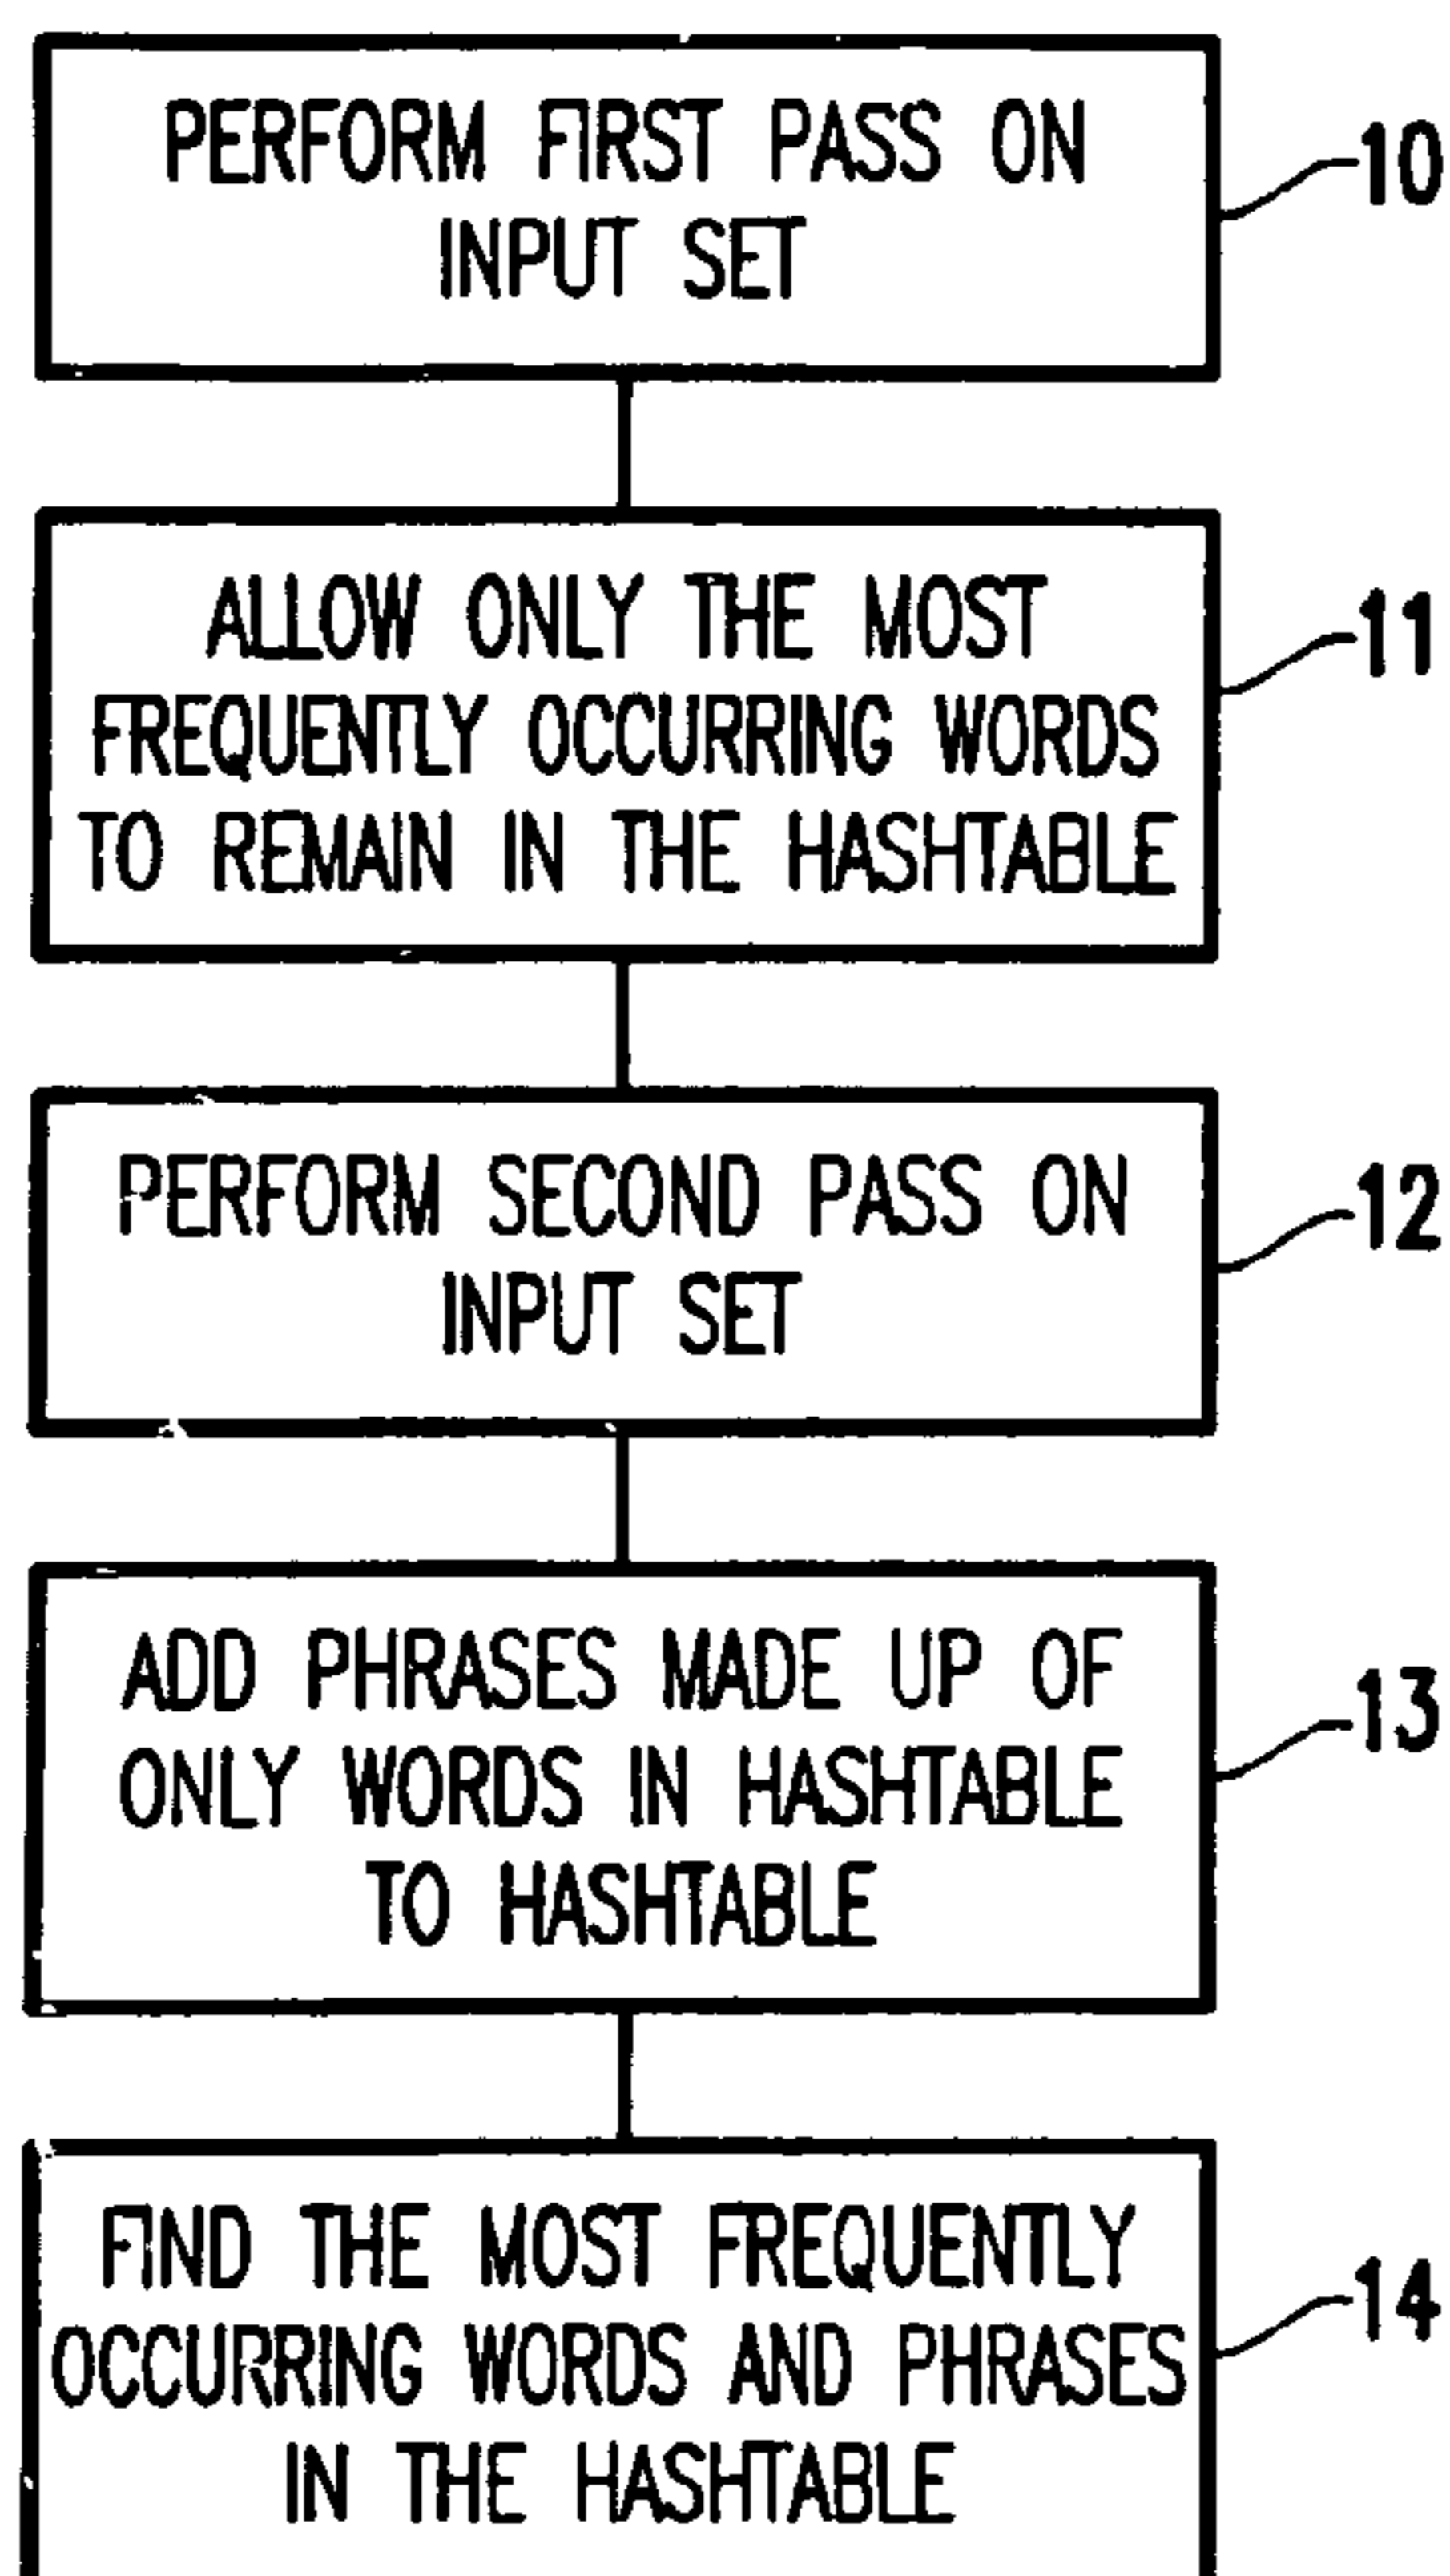 PERFORM FIRST PASS ON
INPUT SET
10
ALLOW ONLY THE MOST
FREQUENTLY OCCURRING WORDS
TO REMAIN IN THE HASHTABLE
11
PERFORM SECOND PASS ON
INPUT SET
12
ADD PHRASES MADE UP OF
ONLY WORDS IN HASHTABLE
TO HASHTABLE
13
FIND THE MOST FREQUENTLY
OCCURRING WORDS AND PHRASES
IN THE HASHTABLE
14